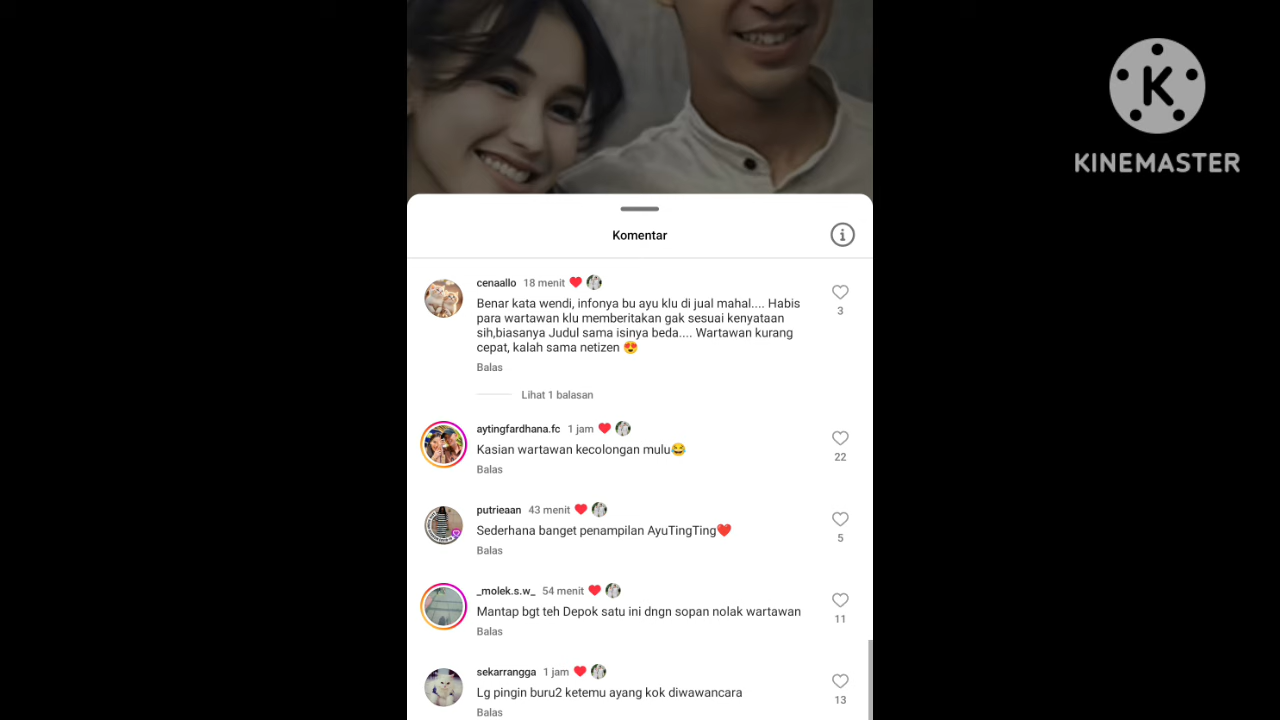 K
KINEMASTER
Komentar
cenaallo 18 menit
Benar kata wendi, infonya bu ayu klu di jual mahal.... Habis
para wartawan klu memberitakan gak sesuai kenyataan
sih,biasanya Judul sama isinya beda.... Wartawan kurang
cepat, kalah sama netizen 😍
3
Balas
Lihat 1 balasan
aytingfardhana.fc 1 jam
Kasian wartawan kecolongan mulu😂
22
Balas
putrieaan 43 menit
Sederhana banget penampilan AyuTingTing❤️
5
Balas
_molek.s.w_ 54 menit
Mantap bgt teh Depok satu ini dngn sopan nolak wartawan
11
Balas
sekarrangga 1 jam
Lg pingin buru2 ketemu ayang kok diwawancara
13
Balas